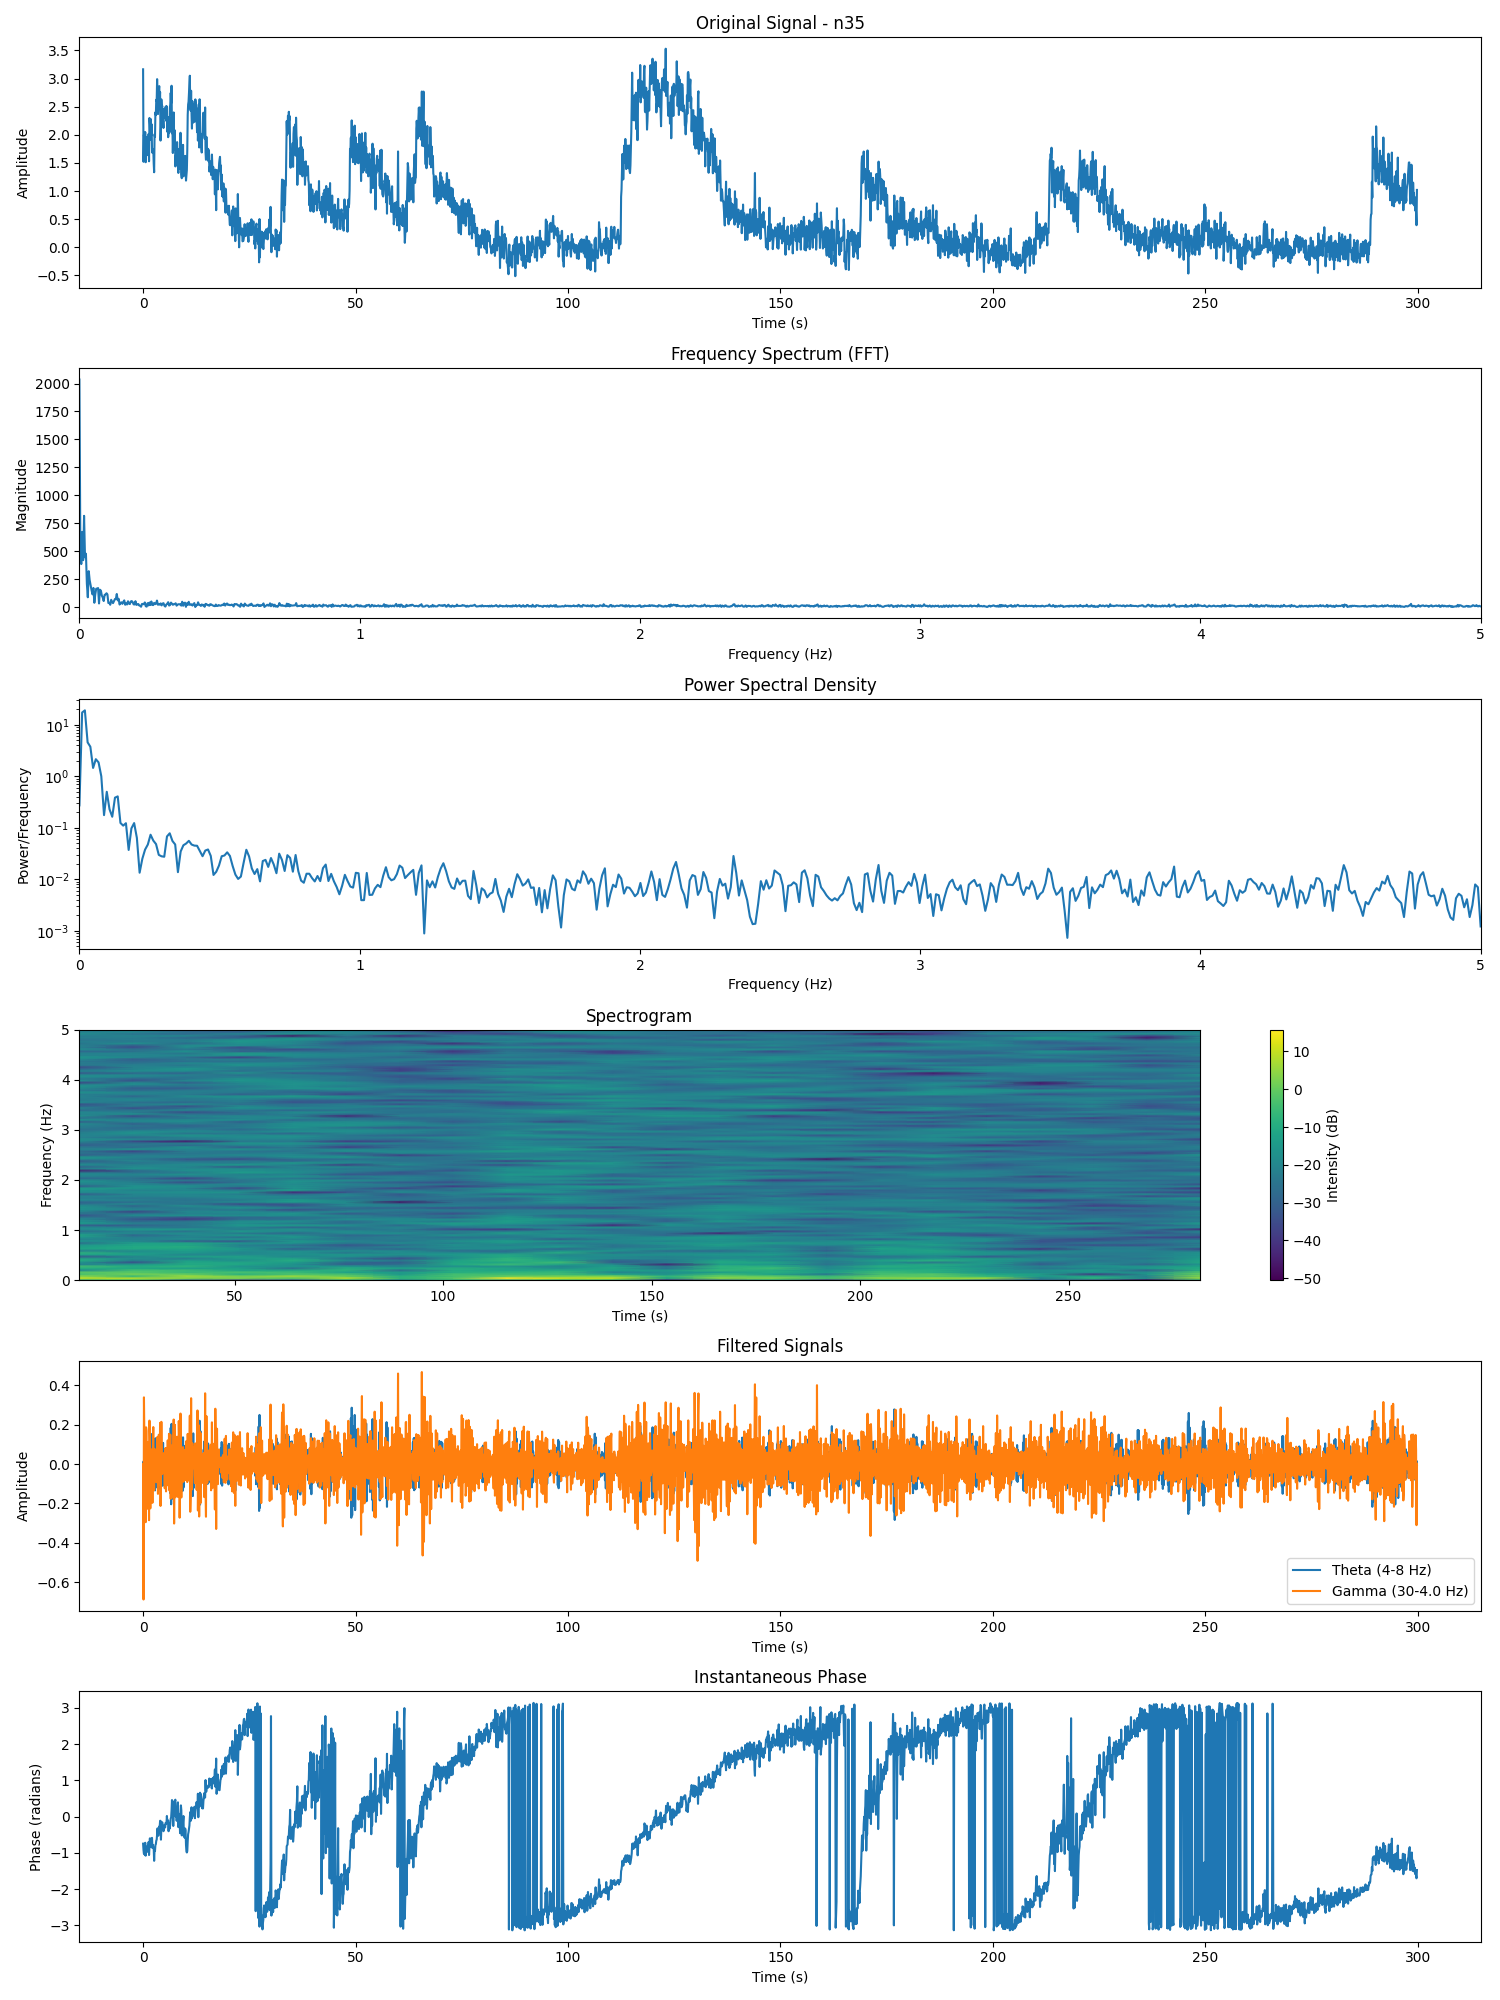 Original Signal - n35
3.5
3.0
2.5
2.0
1.5
1.0
0.5
0.0
−0.5
Amplitude
0 50 100 150 200 250 300
Time (s)
Frequency Spectrum (FFT)
2000
1750
1500
1250
1000
750
500
250
0
Magnitude
0 1 2 3 4 5
Frequency (Hz)
Power Spectral Density
10¹
10⁰
10⁻¹
10⁻²
10⁻³
Power/Frequency
0 1 2 3 4 5
Frequency (Hz)
Spectrogram
5
4
3
2
1
0
Frequency (Hz)
50 100 150 200 250
Time (s)
10
0
−10
−20
−30
−40
−50
Intensity (dB)
Filtered Signals
0.4
0.2
0.0
−0.2
−0.4
−0.6
Amplitude
Theta (4-8 Hz)
Gamma (30-4.0 Hz)
0 50 100 150 200 250 300
Time (s)
Instantaneous Phase
3
2
1
0
−1
−2
−3
Phase (radians)
0 50 100 150 200 250 300
Time (s)